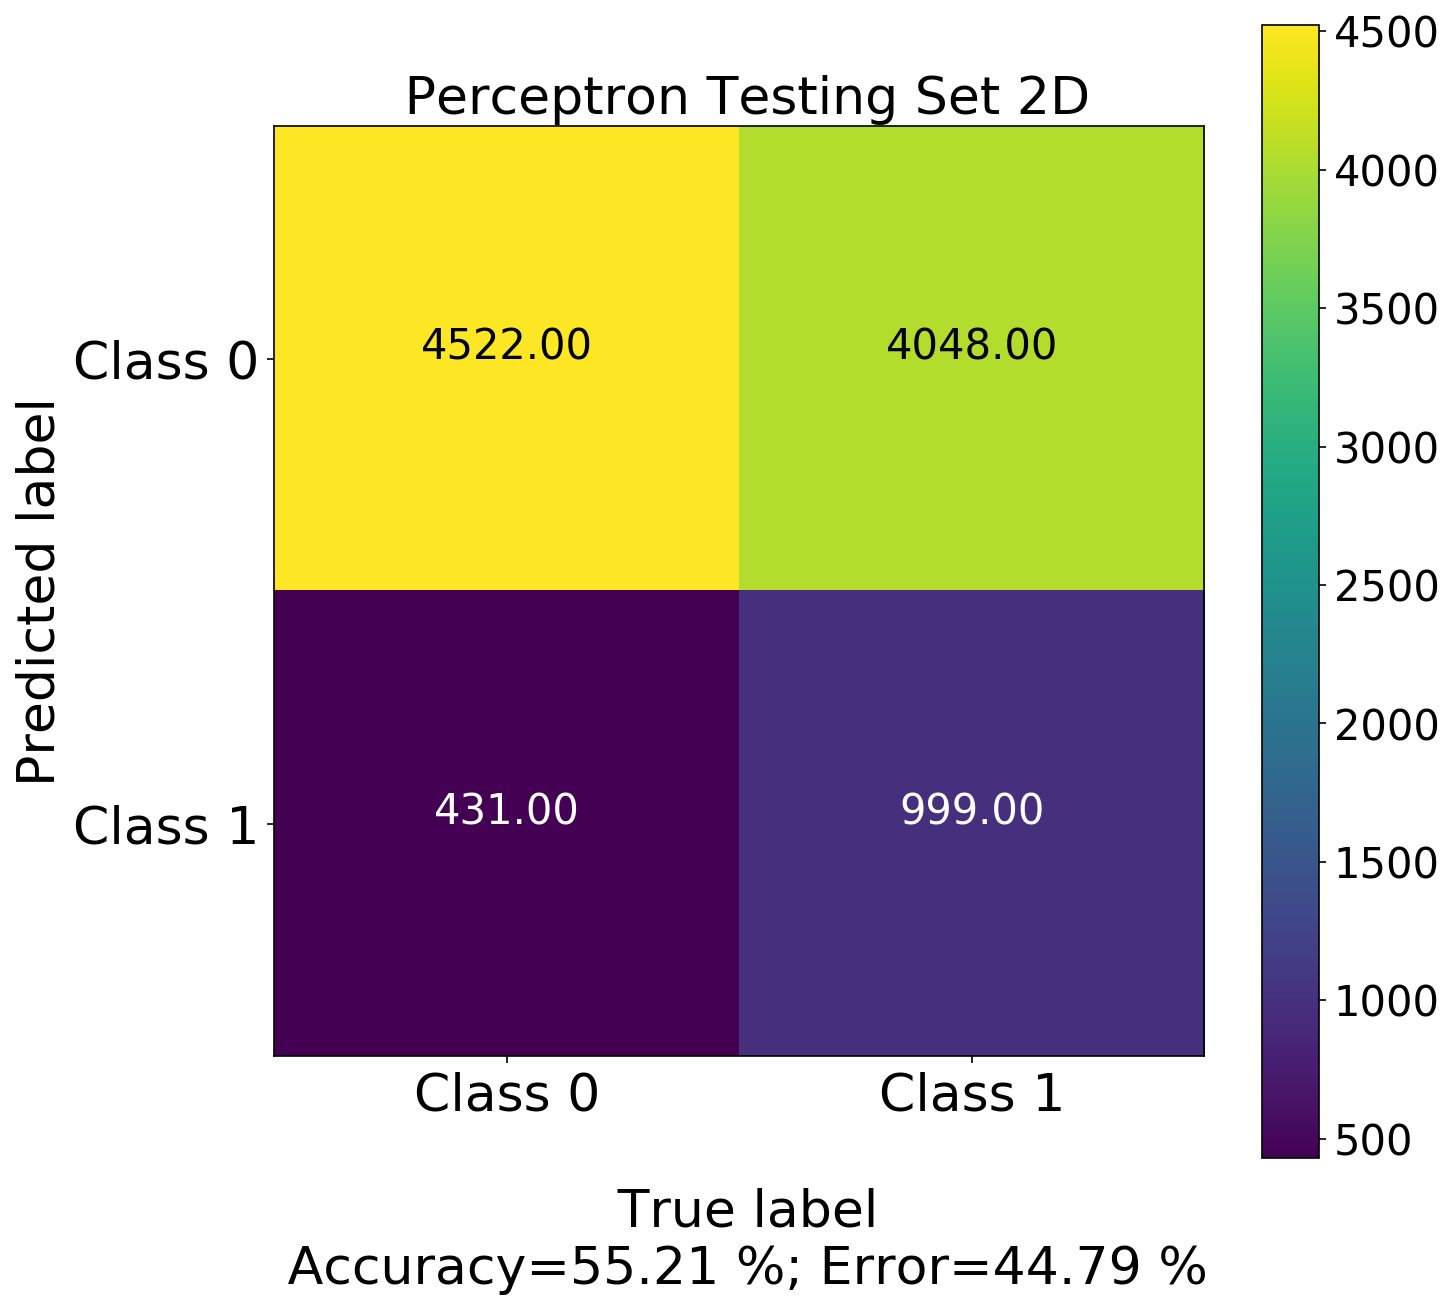 Perceptron Testing Set 2D
4500
4000
3500
3000
2500
2000
1500
1000
500
Predicted label
Class 0
4522.00
4048.00
Class 1
431.00
999.00
Class 0
Class 1
True label
Accuracy=55.21 %; Error=44.79 %